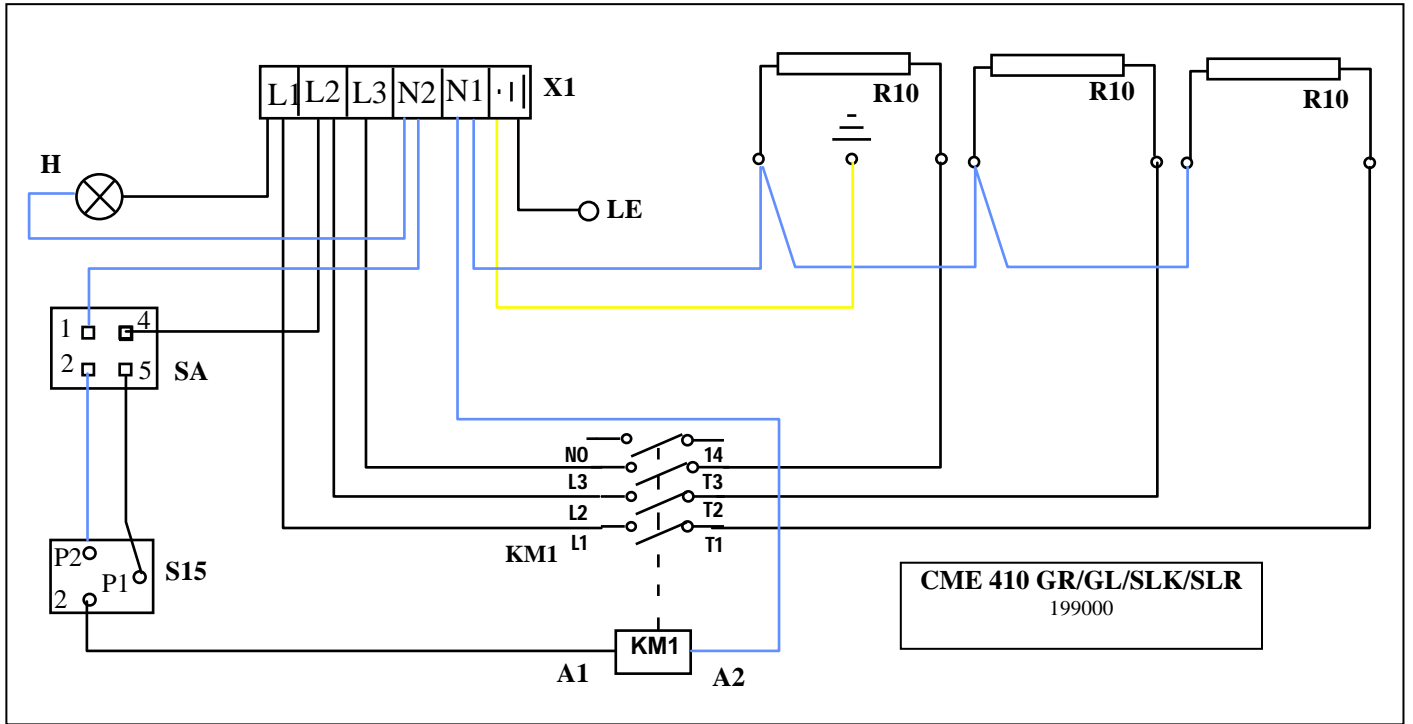 L1 L2 L3 N2 N1 X1
R10
R10
R10
H
LE
1 4
2 5
SA
NO 14
L3 T3
L2 T2
L1 T1
KM1
P2
P1
S15
2
KM1
A1
A2
CME 410 GR/GL/SLK/SLR
199000